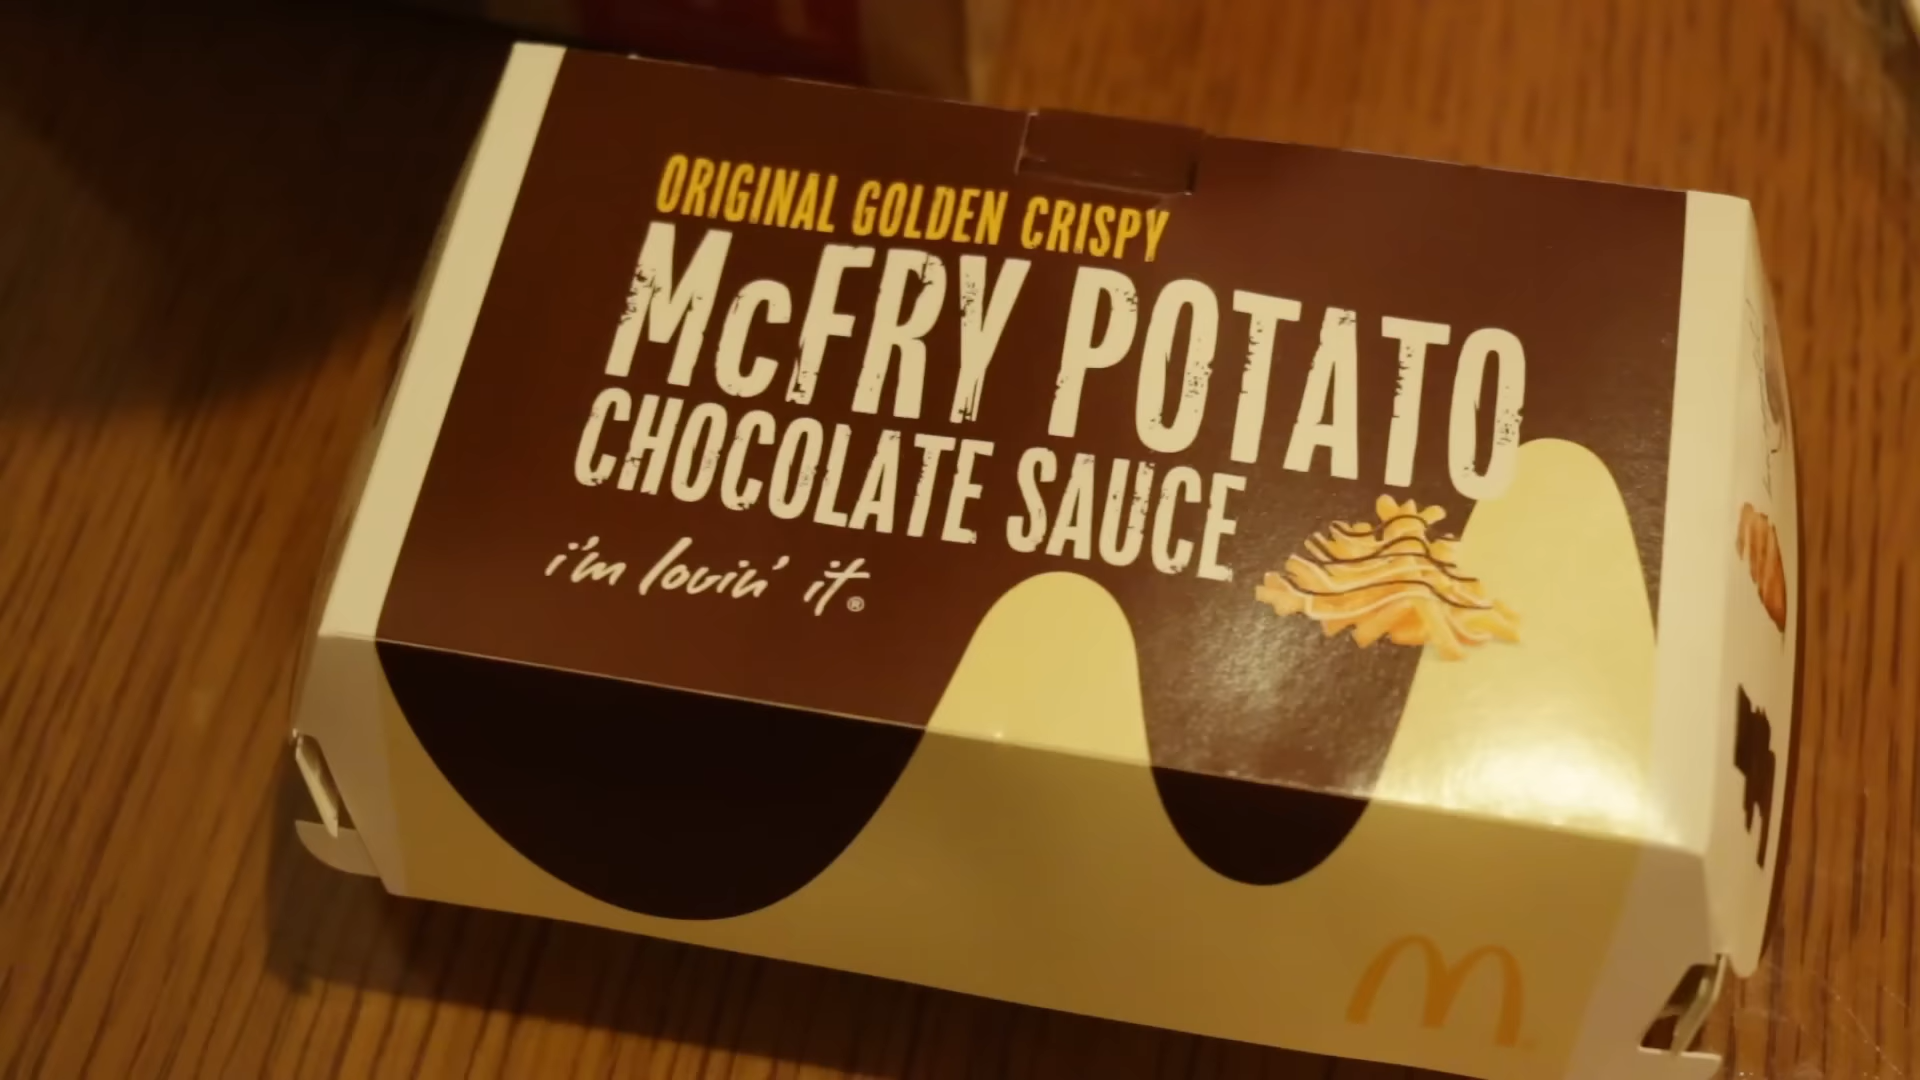 ORIGINAL GOLDEN CRISPY
McFRY POTATO
CHOCOLATE SAUCE
i'm lovin' it®